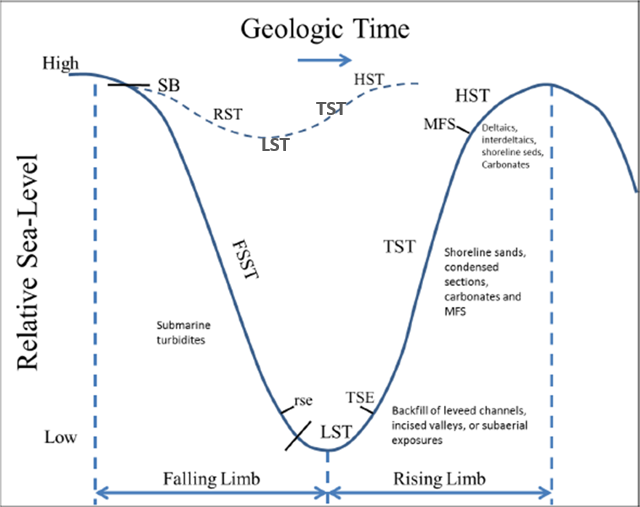 Geologic Time
High
SB
HST
RST
TST
LST
HST
MFS
Deltaics,
interdeltaics,
shoreline seds,
Carbonates
Relative Sea-Level
FSST
TST
Shoreline sands,
condensed
sections,
carbonates and
MFS
Submarine
turbidites
rse
TSE
LST
Backfill of leveed channels,
incised valleys, or subaerial
exposures
Low
Falling Limb
Rising Limb